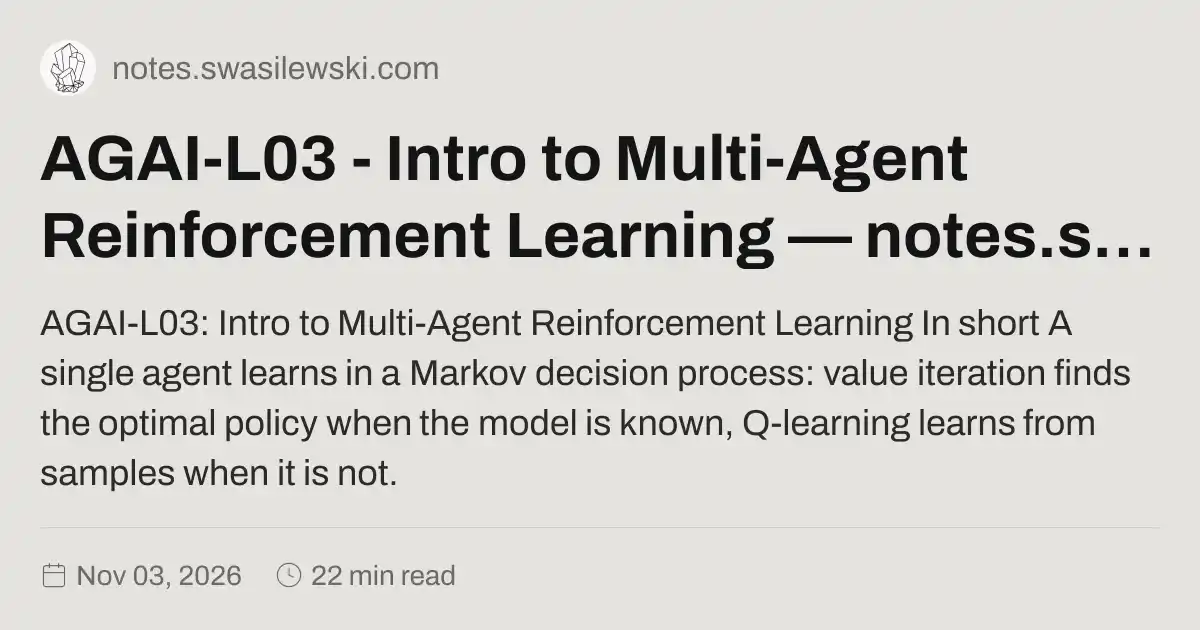 notes.swasilewski.com
AGAI-L03 - Intro to Multi-Agent
Reinforcement Learning — notes.s...
AGAI-L03: Intro to Multi-Agent Reinforcement Learning In short A
single agent learns in a Markov decision process: value iteration finds
the optimal policy when the model is known, Q-learning learns from
samples when it is not.
Nov 03, 2026 22 min read